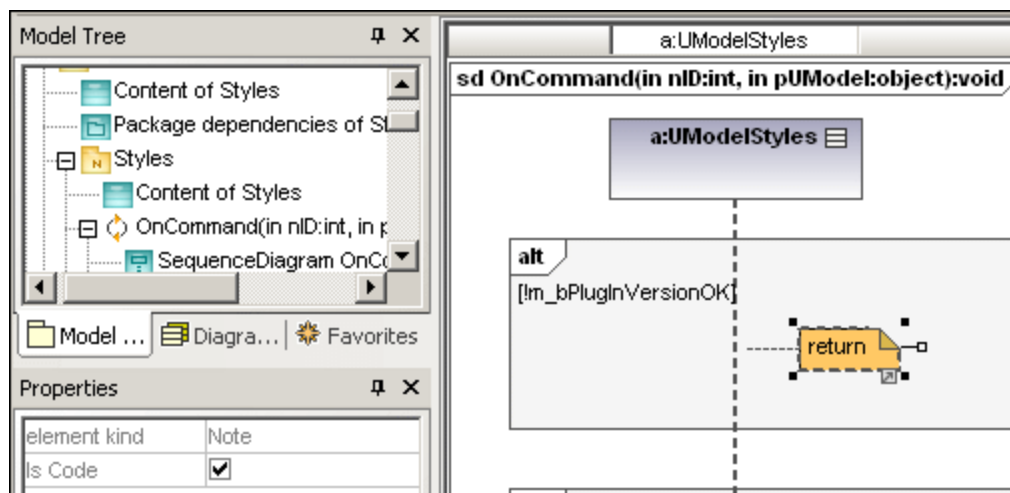 Model Tree
Content of Styles
Package dependencies of St
Styles
Content of Styles
OnCommand(in nID:int, in p
SequenceDiagram OnCo
Model ...
Diagra...
Favorites
Properties
element kind
Note
Is Code
a:UModelStyles
sd OnCommand(in nID:int, in pUModel:object):void
a:UModelStyles
alt
[!m_bPlugInVersionOK]
return